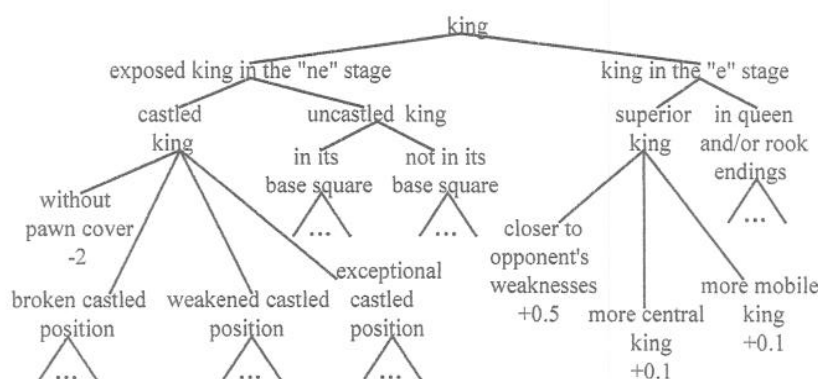 king
exposed king in the "ne" stage
king in the "e" stage
castled
king
uncastled king
superior
king
in queen
and/or rook
endings
...
in its
base square
...
not in its
base square
...
without
pawn cover
-2
closer to
opponent's
weaknesses
+0.5
broken castled
position
...
weakened castled
position
...
exceptional
castled
position
...
more central
king
+0.1
more mobile
king
+0.1